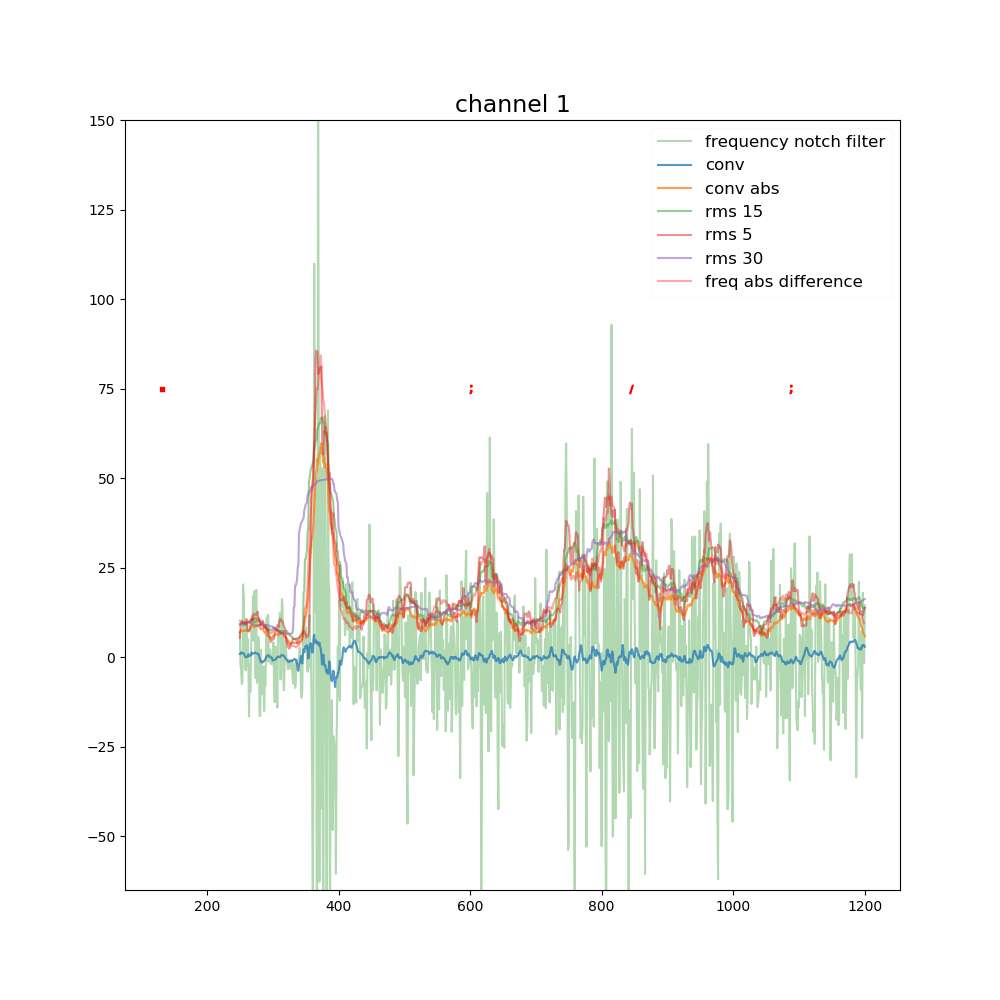 channel 1
150
125
100
75
50
25
0
−25
−50
. ; / ;
frequency notch filter
conv
conv abs
rms 15
rms 5
rms 30
freq abs difference
200 400 600 800 1000 1200